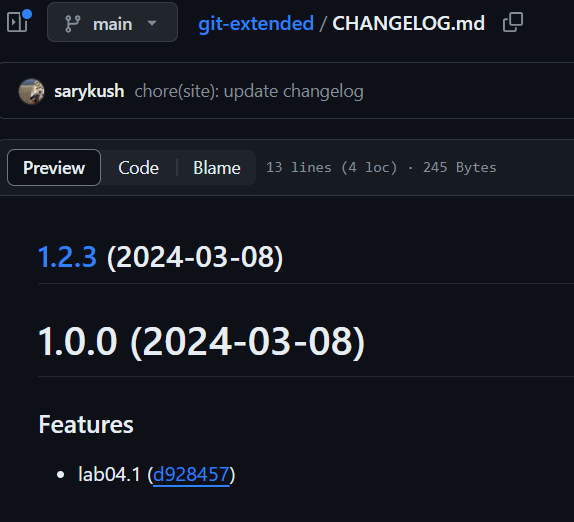 main
git-extended / CHANGELOG.md
sarykush chore(site): update changelog
Preview Code Blame 13 lines (4 loc) · 245 Bytes
1.2.3 (2024-03-08)
1.0.0 (2024-03-08)
Features
• lab04.1 (d928457)